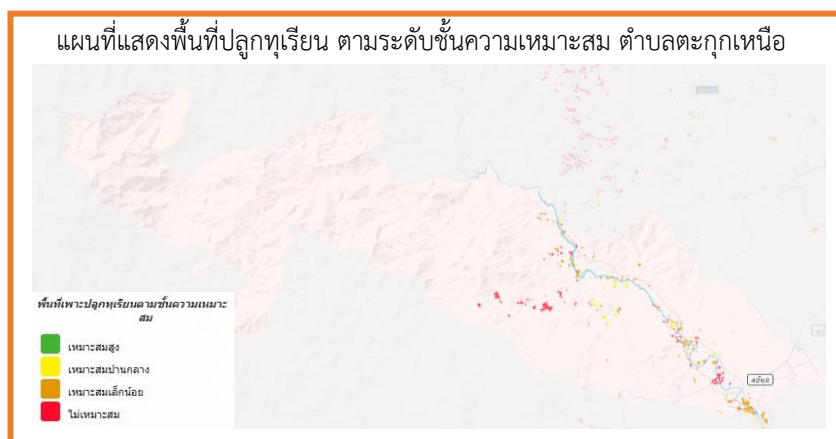 แผนที่แสดงพื้นที่ปลูกทุเรียน ตามระดับชั้นความเหมาะสม ตำบลตะกุกเหนือ
พื้นที่เพาะปลูกทุเรียนตามชั้นความเหมาะ
สม
เหมาะสมสูง
เหมาะสมปานกลาง
เหมาะสมเล็กน้อย
ไม่เหมาะสม